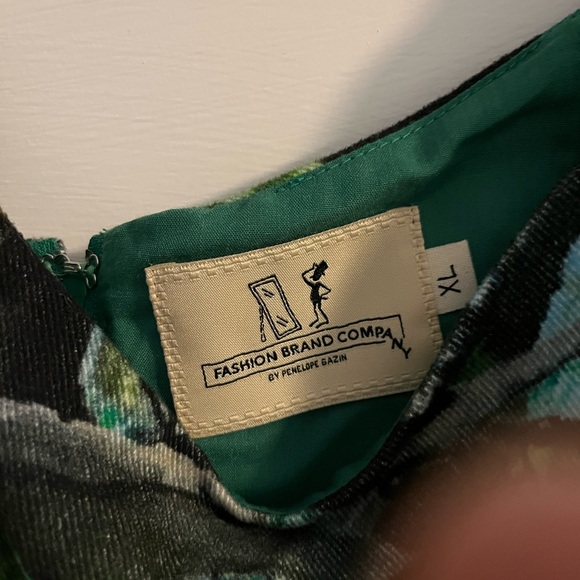 FASHION BRAND COMPANY
BY PENELOPE GAZIN
XL